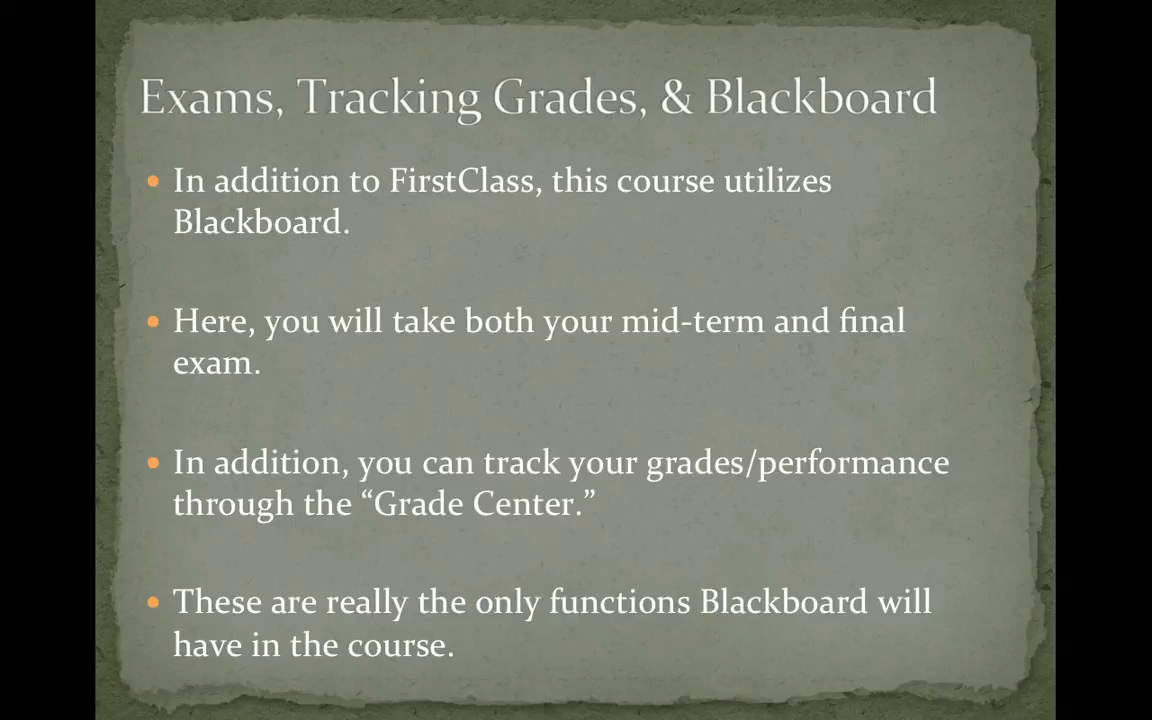 Exams, Tracking Grades, & Blackboard
• In addition to FirstClass, this course utilizes
Blackboard.
• Here, you will take both your mid-term and final
exam.
• In addition, you can track your grades/performance
through the “Grade Center.”
• These are really the only functions Blackboard will
have in the course.